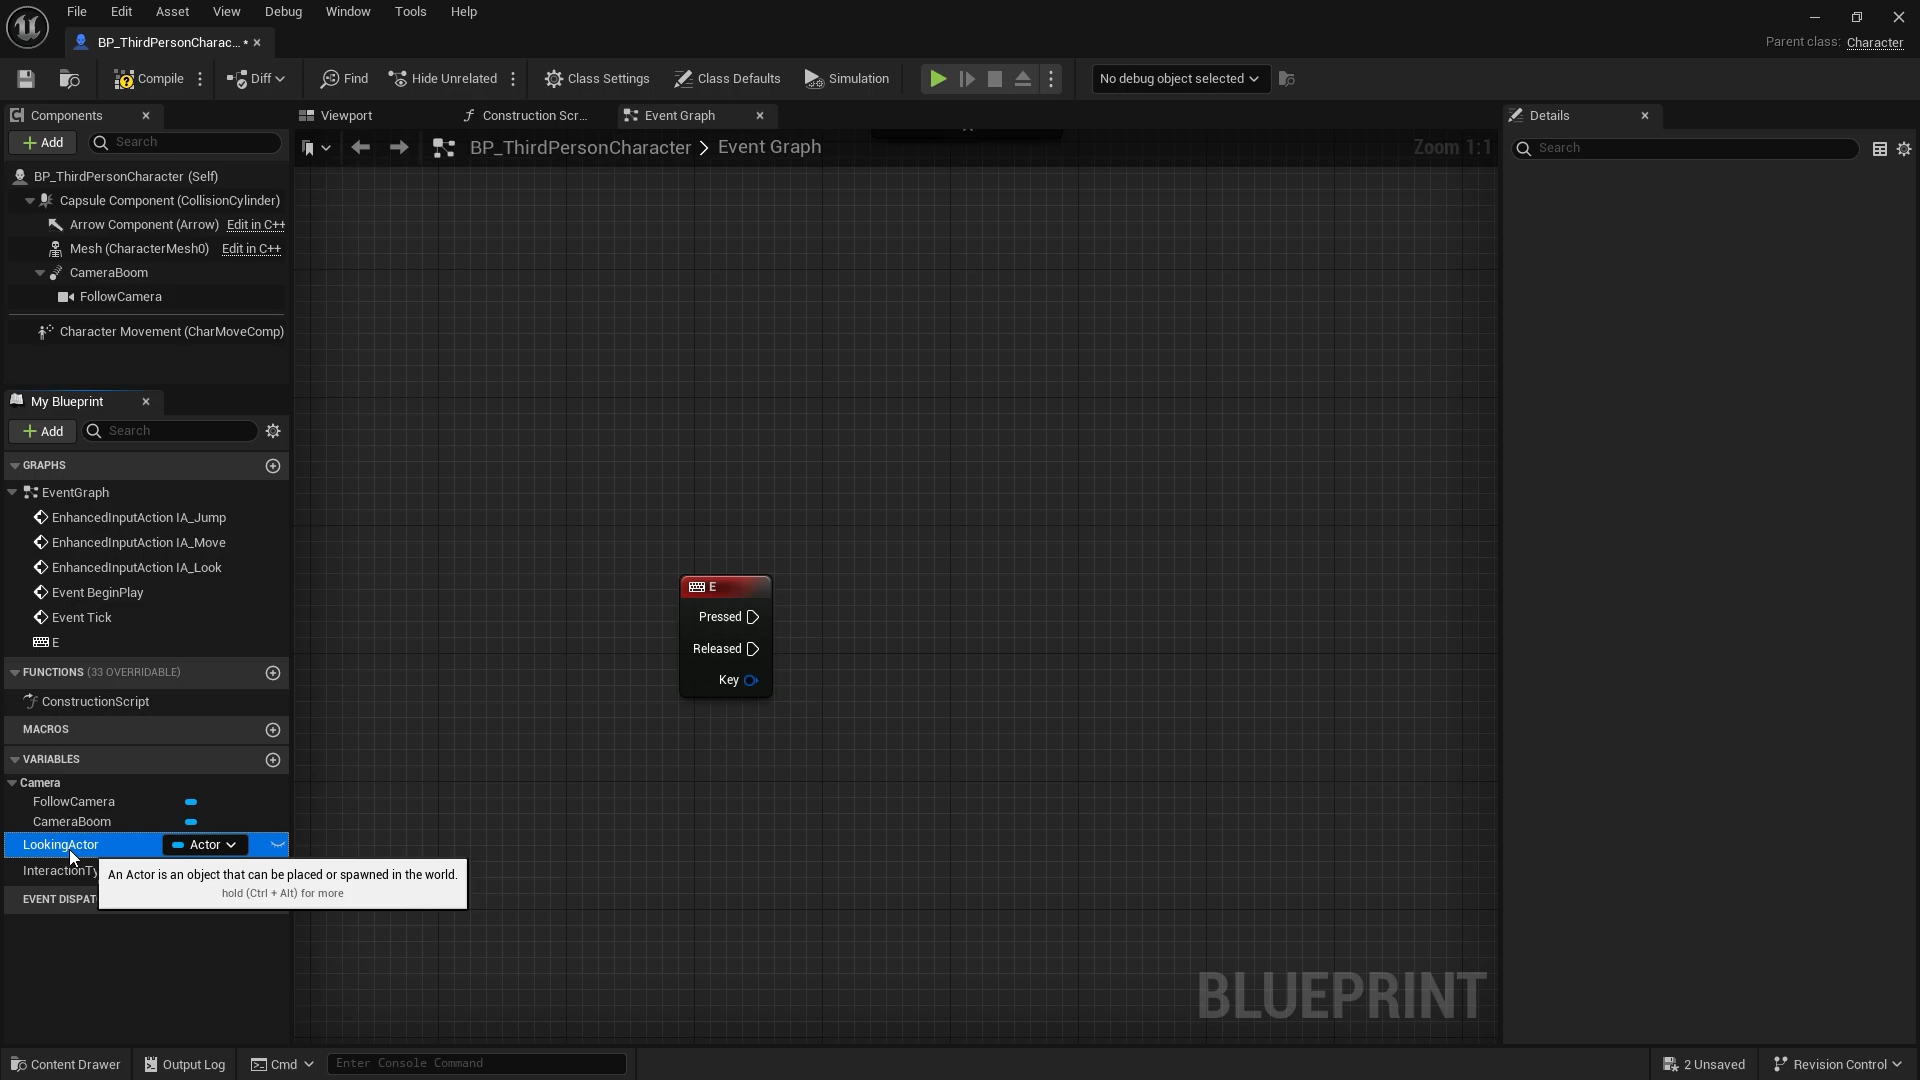 File Edit Asset View Debug Window Tools Help
BP_ThirdPersonCharac... •
Parent class: Character
Compile Diff Find Hide Unrelated Class Settings Class Defaults Simulation No debug object selected
Components
Add Search
BP_ThirdPersonCharacter (Self)
Capsule Component (CollisionCylinder)
Arrow Component (Arrow) Edit in C++
Mesh (CharacterMesh0) Edit in C++
CameraBoom
FollowCamera
Character Movement (CharMoveComp)
My Blueprint
Add Search
GRAPHS
EventGraph
EnhancedInputAction IA_Jump
EnhancedInputAction IA_Move
EnhancedInputAction IA_Look
Event BeginPlay
Event Tick
E
FUNCTIONS (33 OVERRIDABLE)
ConstructionScript
MACROS
VARIABLES
Camera
FollowCamera
CameraBoom
LookingActor Actor
InteractionTy
EVENT DISPAT
An Actor is an object that can be placed or spawned in the world.
hold (Ctrl + Alt) for more
Viewport Construction Scr... Event Graph
BP_ThirdPersonCharacter > Event Graph
Zoom 1:1
E
Pressed
Released
Key
BLUEPRINT
Details
Search
Content Drawer Output Log Cmd Enter Console Command 2 Unsaved Revision Control